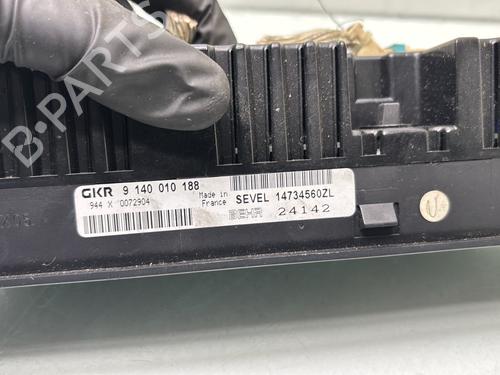 B-PARTS
GKR 9 140 010 188
944 X 0072904
Made in
France
SEVEL 14734560ZL
BEHR 24142